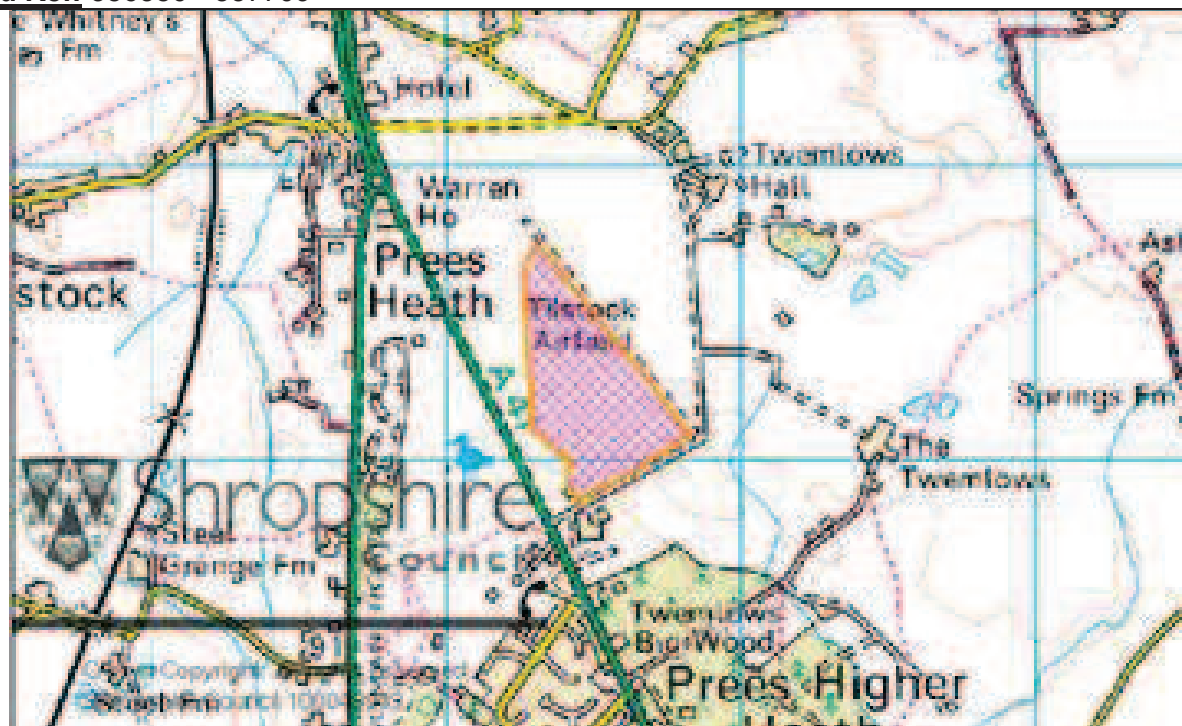 Whitney's
Fm
Hotel
Twemlows
Hall
Warren
Ho
Prees
Heath
stock
Tilstock
Airfield
Springs Fm
The
Twemlows
Shropshire
Council
Steel
Grange Fm
Twemlows
Big Wood
Prees Higher
Heath